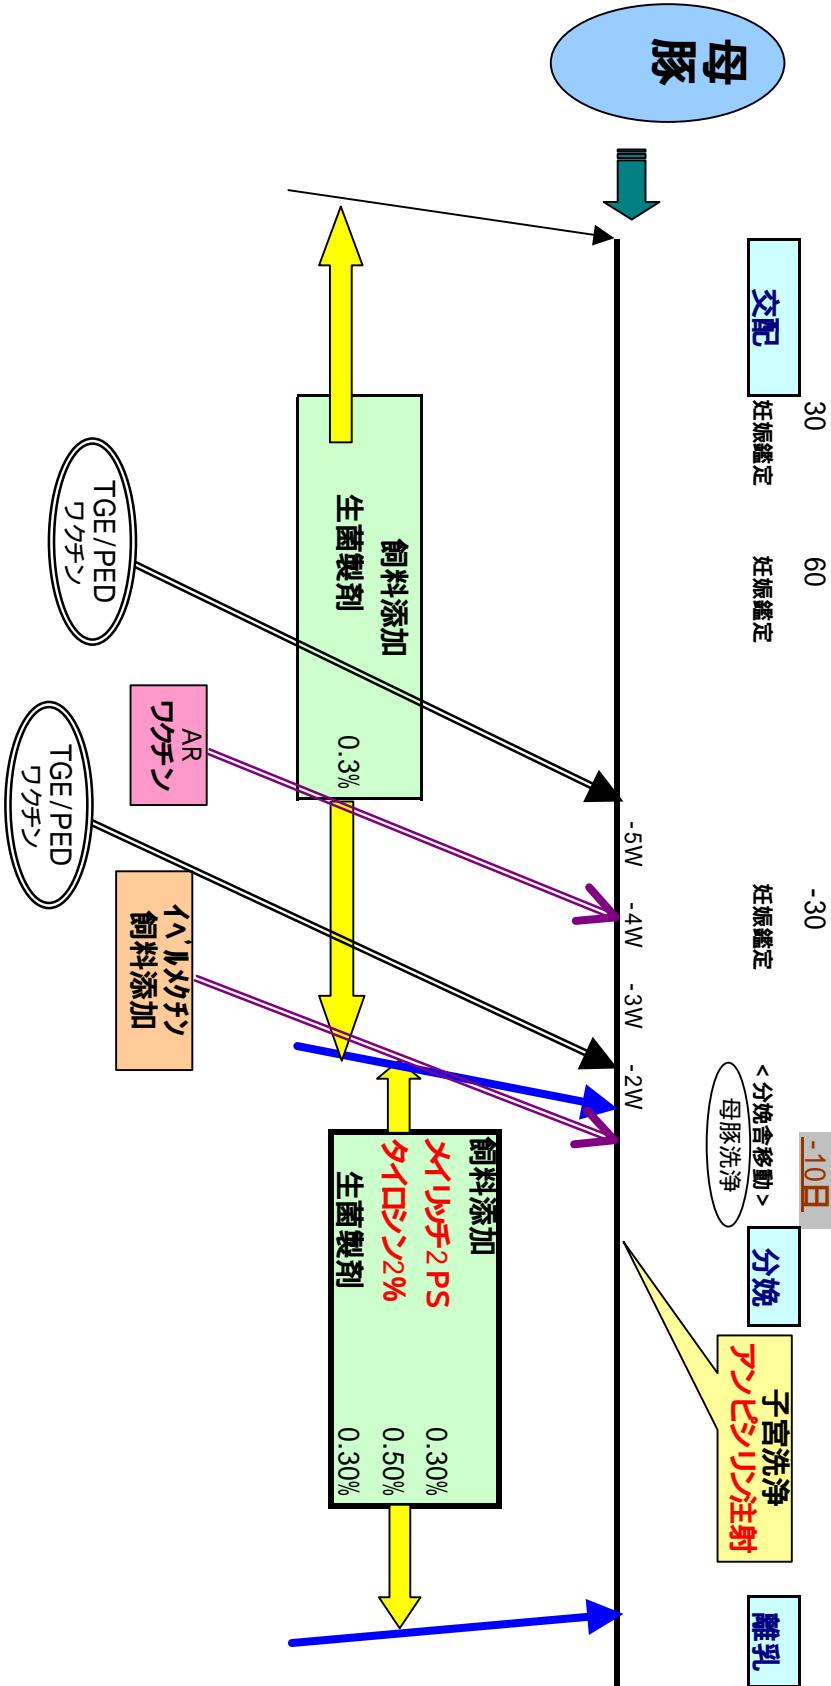 母豚
30
60
-30
-10日
交配
妊娠鑑定
妊娠鑑定
妊娠鑑定
<分娩舎移動>
母豚洗浄
分娩
子宮洗浄
アンピシリン注射
離乳
-5W
-4W
-3W
-2W
飼料添加
生菌製剤 0.3%
飼料添加
メイリッチ2PS 0.30%
タイロシン2% 0.50%
生菌製剤 0.30%
TGE/PED
ワクチン
AR
ワクチン
TGE/PED
ワクチン
イベルメクチン
飼料添加